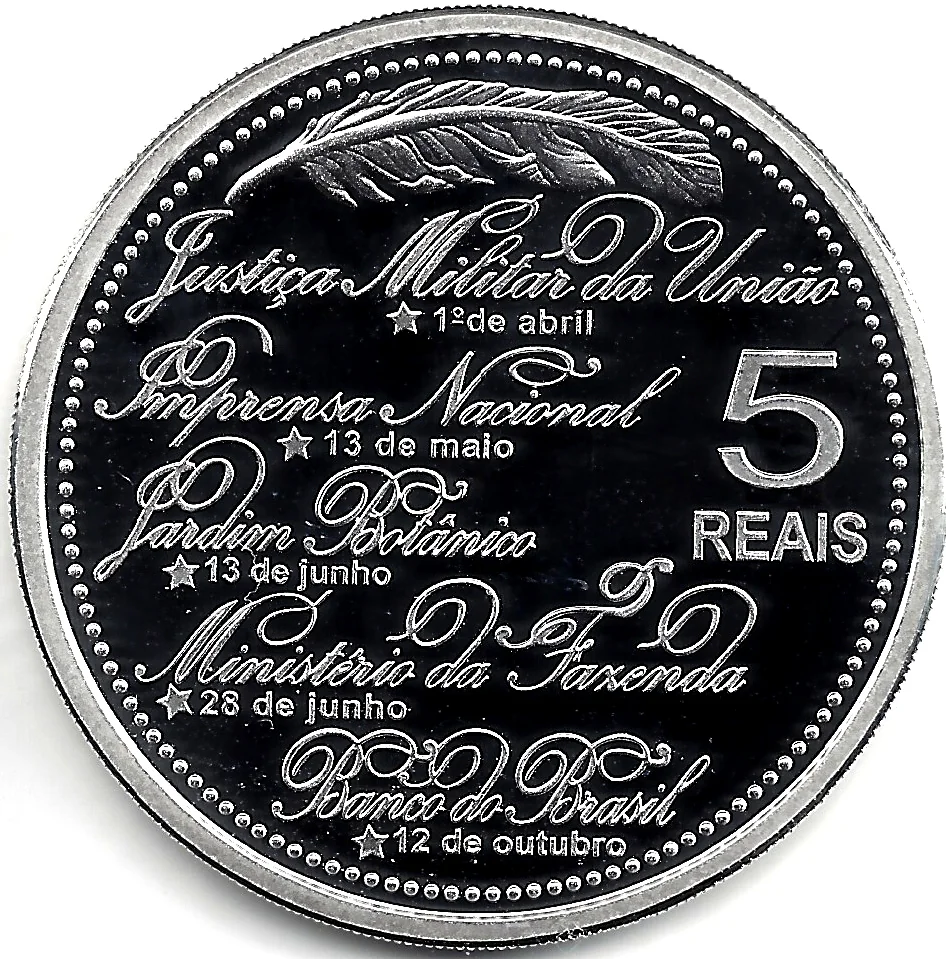 Justiça Militar da União
1º de abril
Imprensa Nacional
13 de maio
5
REAIS
Jardim Botânico
13 de junho
Ministério da Fazenda
28 de junho
Banco do Brasil
12 de outubro